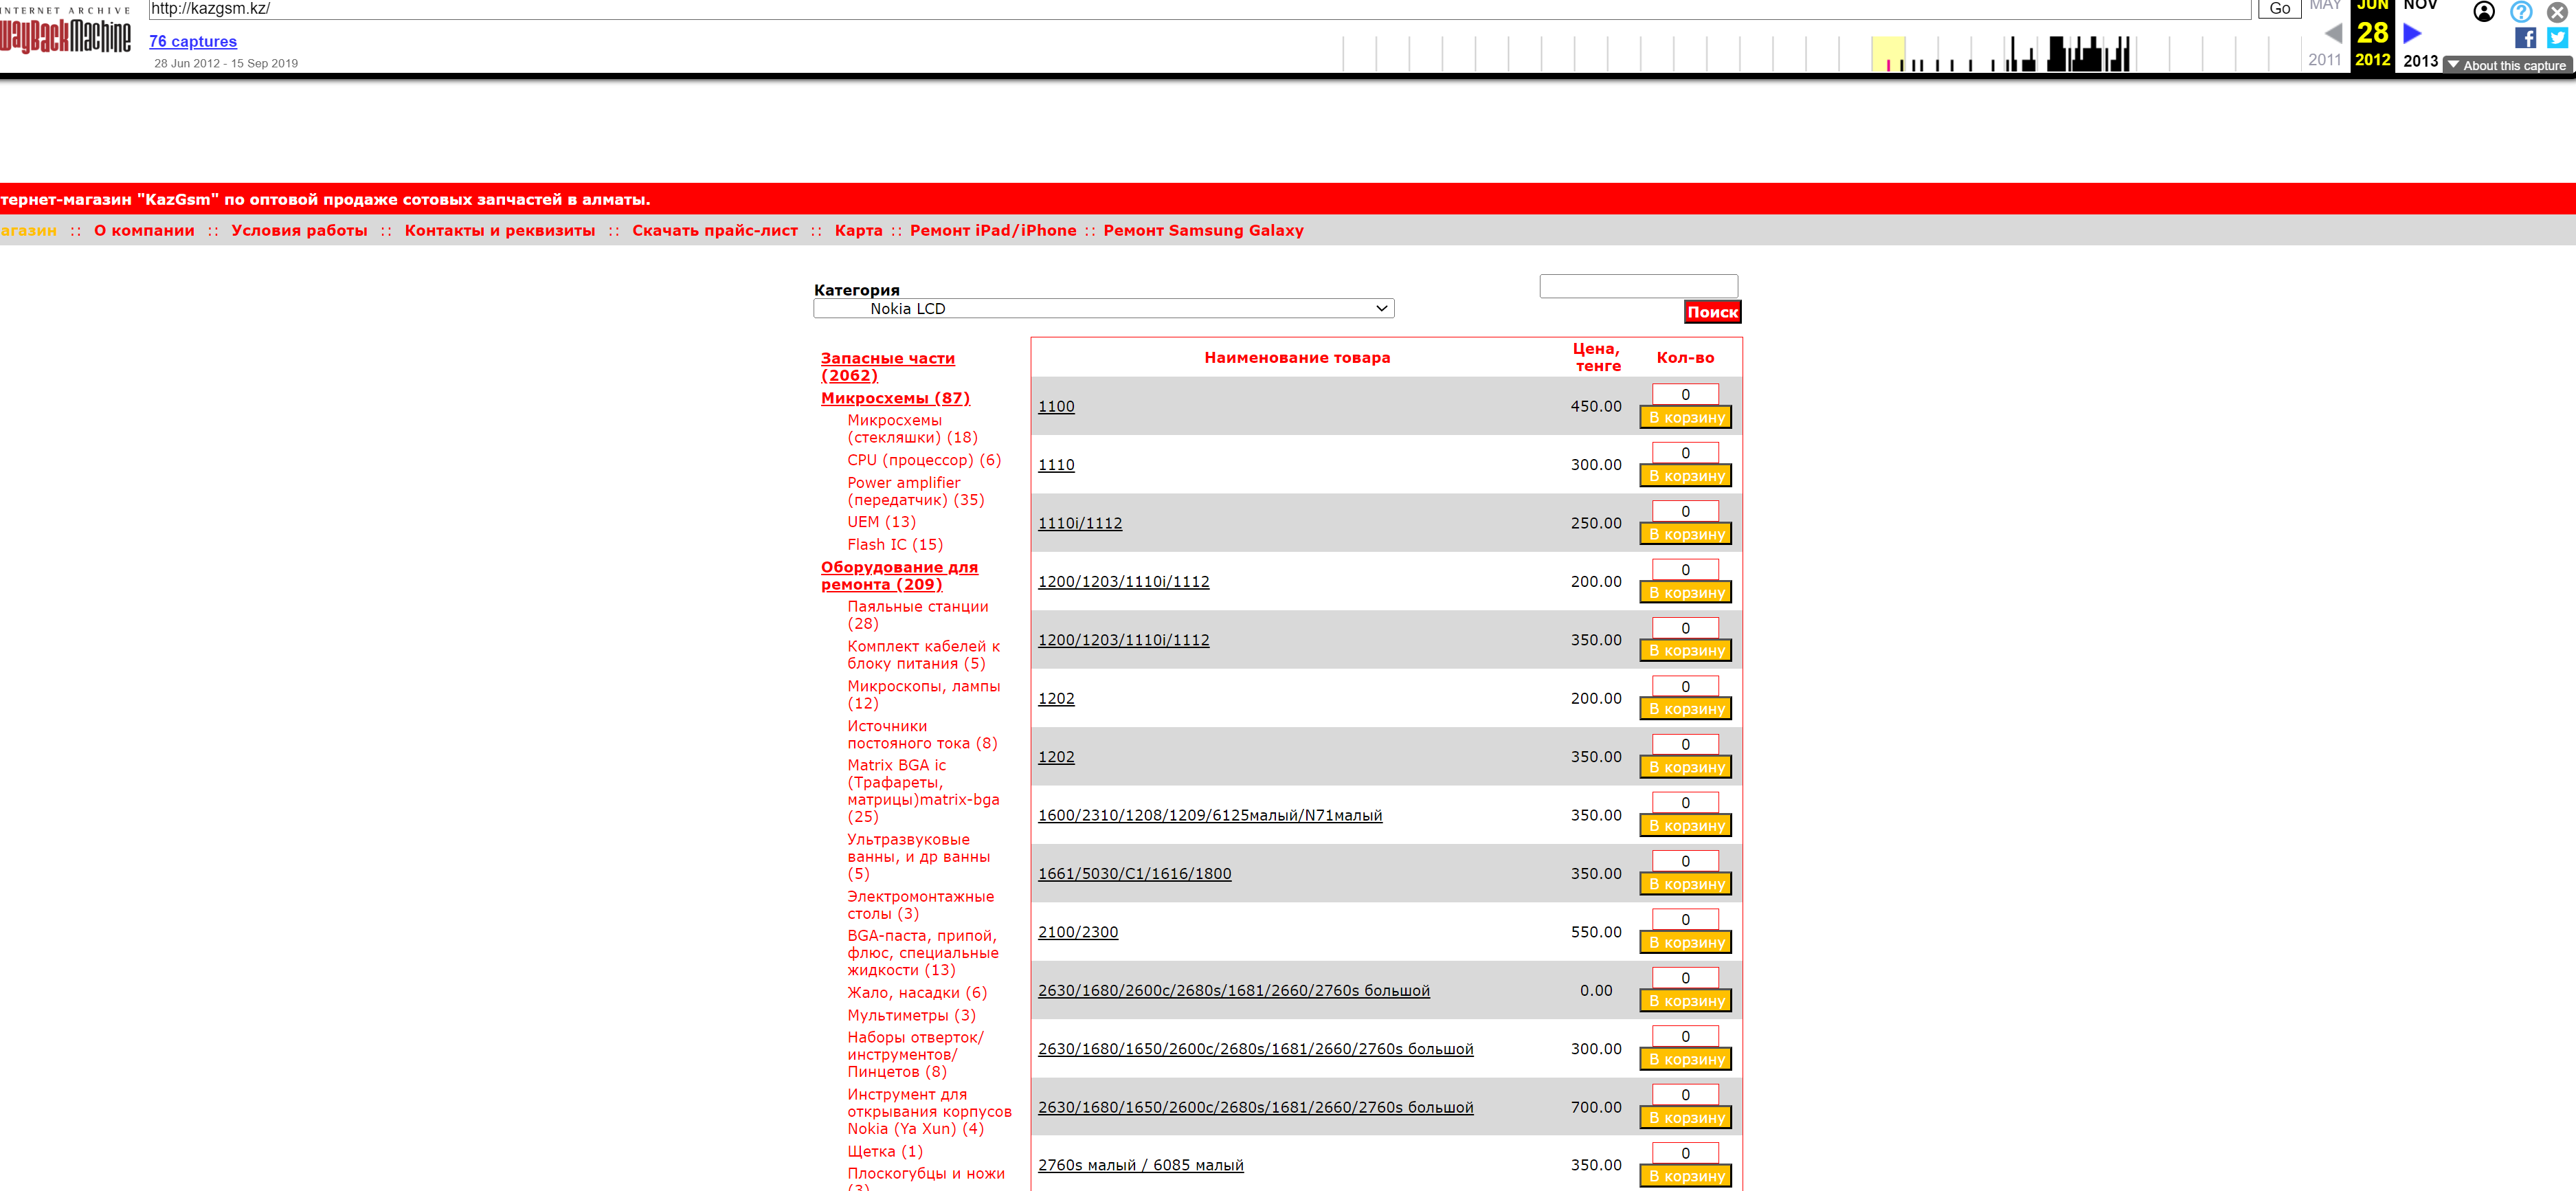 INTERNET ARCHIVE
WayBackMachine
http://kazgsm.kz/
Go
76 captures
28 Jun 2012 - 15 Sep 2019
MAY JUN NOV
28
2011 2012 2013
About this capture
тернет-магазин "KazGsm" по оптовой продаже сотовых запчастей в алматы.
агазин :: О компании :: Условия работы :: Контакты и реквизиты :: Скачать прайс-лист :: Карта :: Ремонт iPad/iPhone :: Ремонт Samsung Galaxy
Категория
Nokia LCD
Поиск
Запасные части
(2062)
Микросхемы (87)
Микросхемы
(стекляшки) (18)
CPU (процессор) (6)
Power amplifier
(передатчик) (35)
UEM (13)
Flash IC (15)
Оборудование для
ремонта (209)
Паяльные станции
(28)
Комплект кабелей к
блоку питания (5)
Микроскопы, лампы
(12)
Источники
постояного тока (8)
Matrix BGA ic
(Трафареты,
матрицы)matrix-bga
(25)
Ультразвуковые
ванны, и др ванны
(5)
Электромонтажные
столы (3)
BGA-паста, припой,
флюс, специальные
жидкости (13)
Жало, насадки (6)
Мультиметры (3)
Наборы отверток/
инструментов/
Пинцетов (8)
Инструмент для
открывания корпусов
Nokia (Ya Xun) (4)
Щетка (1)
Плоскогубцы и ножи
(3)
Наименование товара Цена, тенге Кол-во
1100 450.00 0
В корзину
1110 300.00 0
В корзину
1110i/1112 250.00 0
В корзину
1200/1203/1110i/1112 200.00 0
В корзину
1200/1203/1110i/1112 350.00 0
В корзину
1202 200.00 0
В корзину
1202 350.00 0
В корзину
1600/2310/1208/1209/6125малый/N71малый 350.00 0
В корзину
1661/5030/C1/1616/1800 350.00 0
В корзину
2100/2300 550.00 0
В корзину
2630/1680/2600c/2680s/1681/2660/2760s большой 0.00 0
В корзину
2630/1680/1650/2600c/2680s/1681/2660/2760s большой 300.00 0
В корзину
2630/1680/1650/2600c/2680s/1681/2660/2760s большой 700.00 0
В корзину
2760s малый / 6085 малый 350.00 0
В корзину